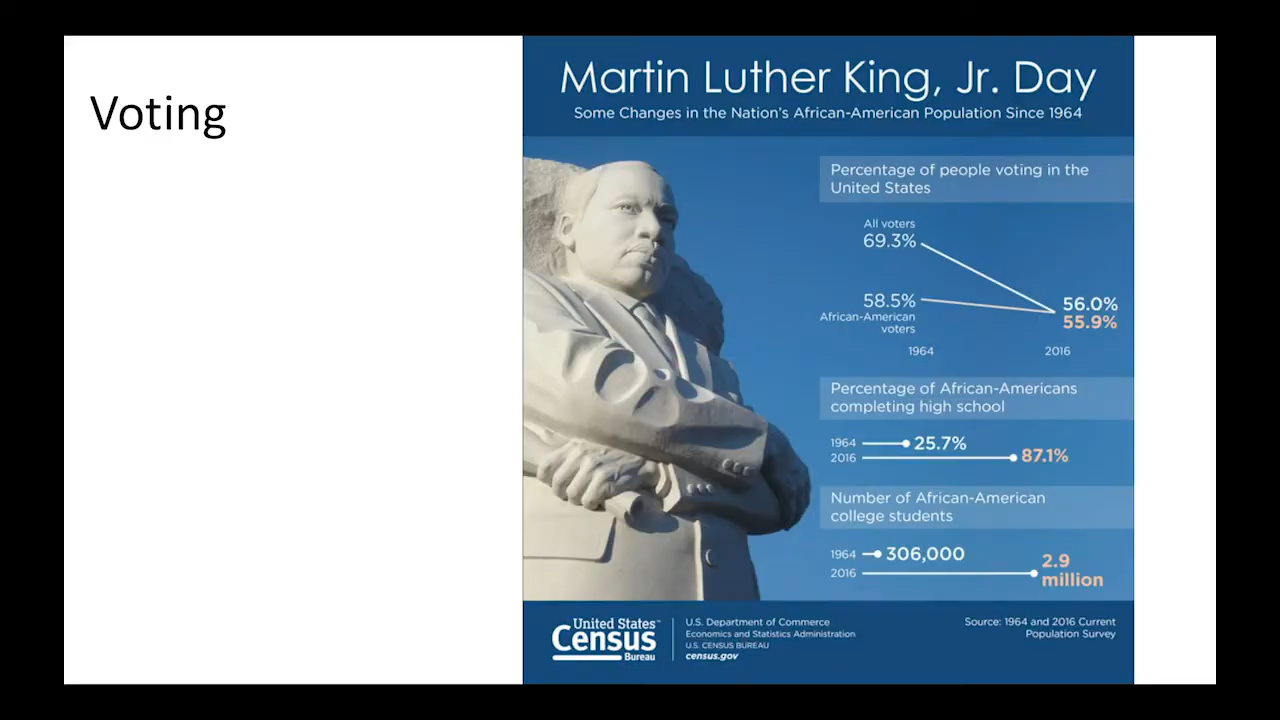 Voting
Martin Luther King, Jr. Day
Some Changes in the Nation's African-American Population Since 1964
Percentage of people voting in the
United States
All voters
69.3%
58.5%
African-American
voters
56.0%
55.9%
1964
2016
Percentage of African-Americans
completing high school
1964 25.7%
2016 87.1%
Number of African-American
college students
1964 306,000
2016 2.9
million
United States™
Census
Bureau
U.S. Department of Commerce
Economics and Statistics Administration
U.S. CENSUS BUREAU
census.gov
Source: 1964 and 2016 Current
Population Survey